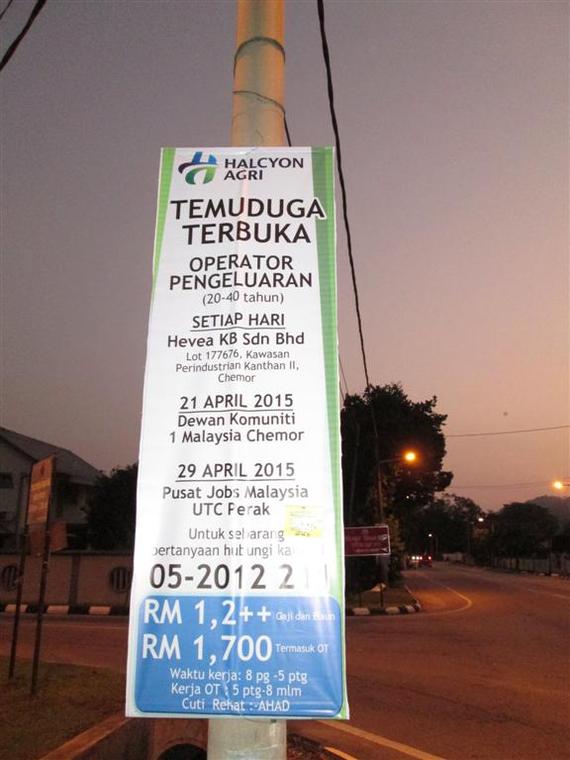 HALCYON
AGRI
TEMUDUGA
TERBUKA
OPERATOR
PENGELUARAN
(20-40 tahun)
SETIAP HARI
Hevea KB Sdn Bhd
Lot 177676, Kawasan
Perindustrian Kanthan II,
Chemor
21 APRIL 2015
Dewan Komuniti
1 Malaysia Chemor
29 APRIL 2015
Pusat Jobs Malaysia
UTC Perak
Untuk sebarang
pertanyaan hubungi
05-2012
RM 1,2++ Gaji dan Elaun
RM 1,700 Termasuk OT
Waktu kerja: 8 pg -5 ptg
Kerja OT : 5 ptg-8 mlm
Cuti Rehat :-AHAD